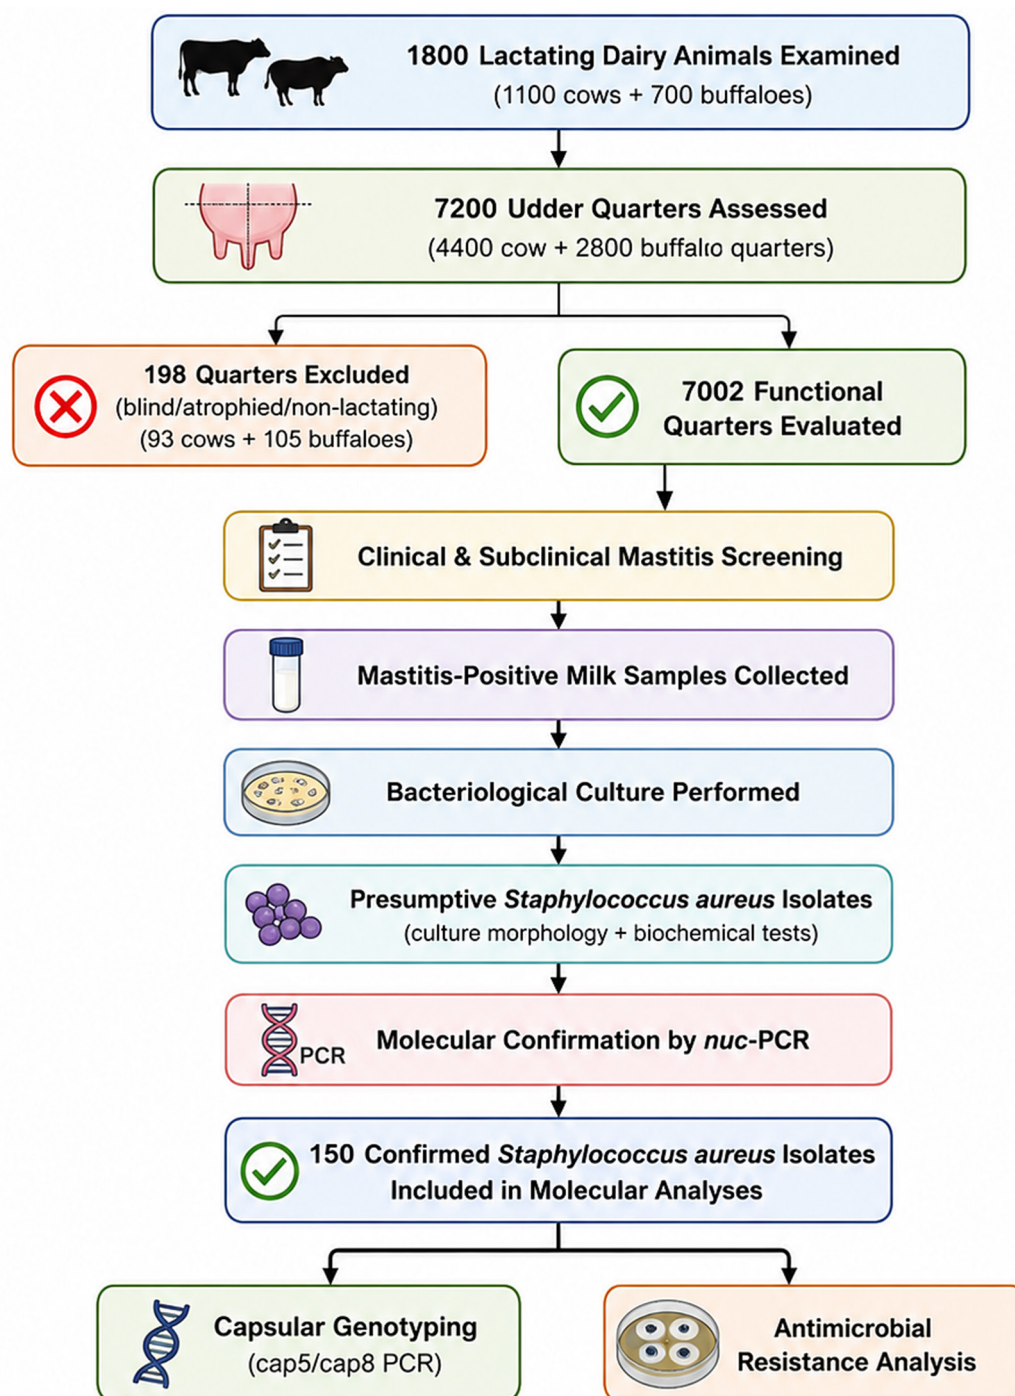 1800 Lactating Dairy Animals Examined
(1100 cows + 700 buffaloes)
7200 Udder Quarters Assessed
(4400 cow + 2800 buffalo quarters)
198 Quarters Excluded
(blind/atrophied/non-lactating)
(93 cows + 105 buffaloes)
7002 Functional
Quarters Evaluated
Clinical & Subclinical Mastitis Screening
Mastitis-Positive Milk Samples Collected
Bacteriological Culture Performed
Presumptive Staphylococcus aureus Isolates
(culture morphology + biochemical tests)
PCR
Molecular Confirmation by nuc-PCR
150 Confirmed Staphylococcus aureus Isolates
Included in Molecular Analyses
Capsular Genotyping
(cap5/cap8 PCR)
Antimicrobial
Resistance Analysis